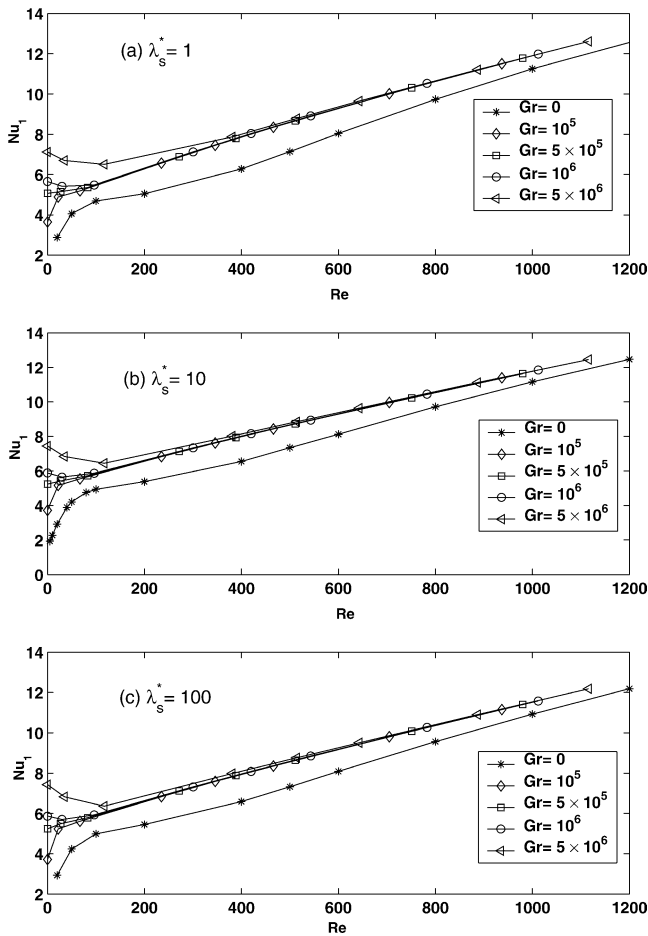 14
12
10
8
6
4
2
Nu1
(a) λs*= 1
Gr= 0
Gr= 10^5
Gr= 5 × 10^5
Gr= 10^6
Gr= 5 × 10^6
0 200 400 600 800 1000 1200
Re
14
12
10
8
6
4
2
0
Nu1
(b) λs*= 10
Gr= 0
Gr= 10^5
Gr= 5 × 10^5
Gr= 10^6
Gr= 5 × 10^6
0 200 400 600 800 1000 1200
Re
14
12
10
8
6
4
2
Nu1
(c) λs*= 100
Gr= 0
Gr= 10^5
Gr= 5 × 10^5
Gr= 10^6
Gr= 5 × 10^6
0 200 400 600 800 1000 1200
Re